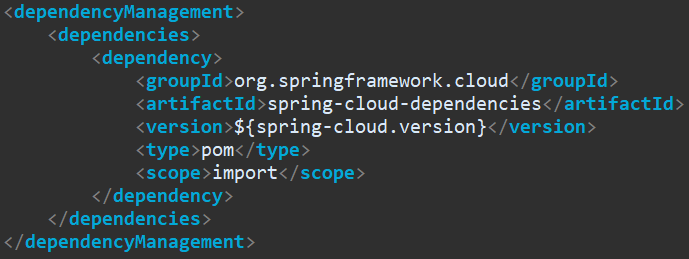 <dependencyManagement>
    <dependencies>
        <dependency>
            <groupId>org.springframework.cloud</groupId>
            <artifactId>spring-cloud-dependencies</artifactId>
            <version>${spring-cloud.version}</version>
            <type>pom</type>
            <scope>import</scope>
        </dependency>
    </dependencies>
</dependencyManagement>